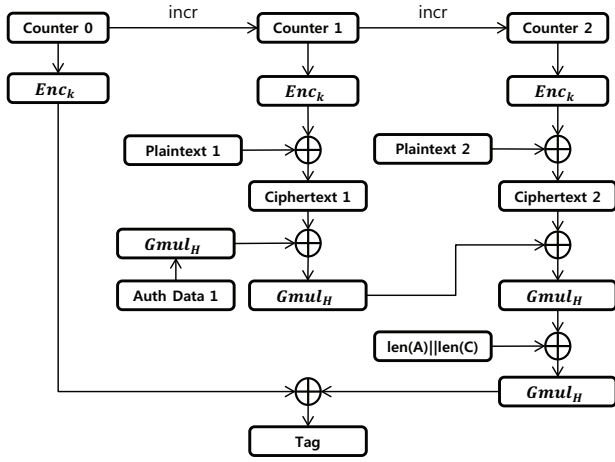 incr
incr
Counter 0
Counter 1
Counter 2
Enc_k
Enc_k
Enc_k
Plaintext 1
Plaintext 2
Ciphertext 1
Ciphertext 2
Gmul_H
Auth Data 1
Gmul_H
Gmul_H
len(A)||len(C)
Gmul_H
Tag